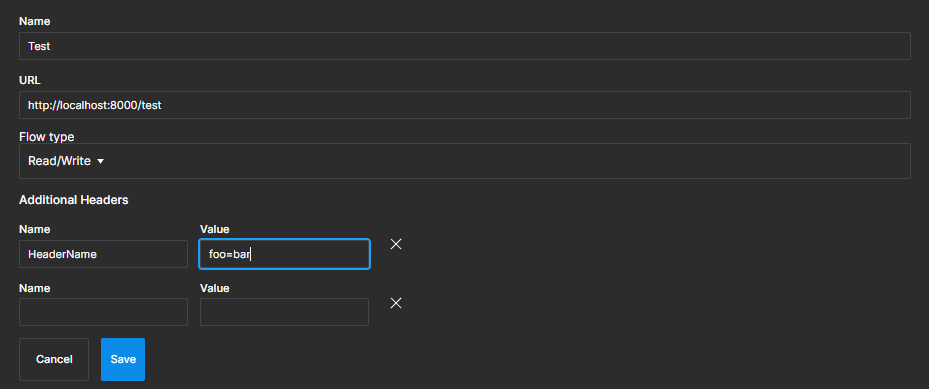 Name
Test
URL
http://localhost:8000/test
Flow type
Read/Write
Additional Headers
Name Value
HeaderName foo=bar
Name Value
Cancel Save